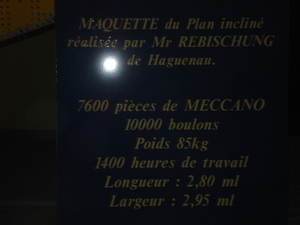 MAQUETTE du Plan incliné
réalisée par Mr REBISCHUNG
de Haguenau.
7600 pièces de MECCANO
10000 boulons
Poids 85kg
1400 heures de travail
Longueur : 2,80 ml
Largeur : 2,95 ml